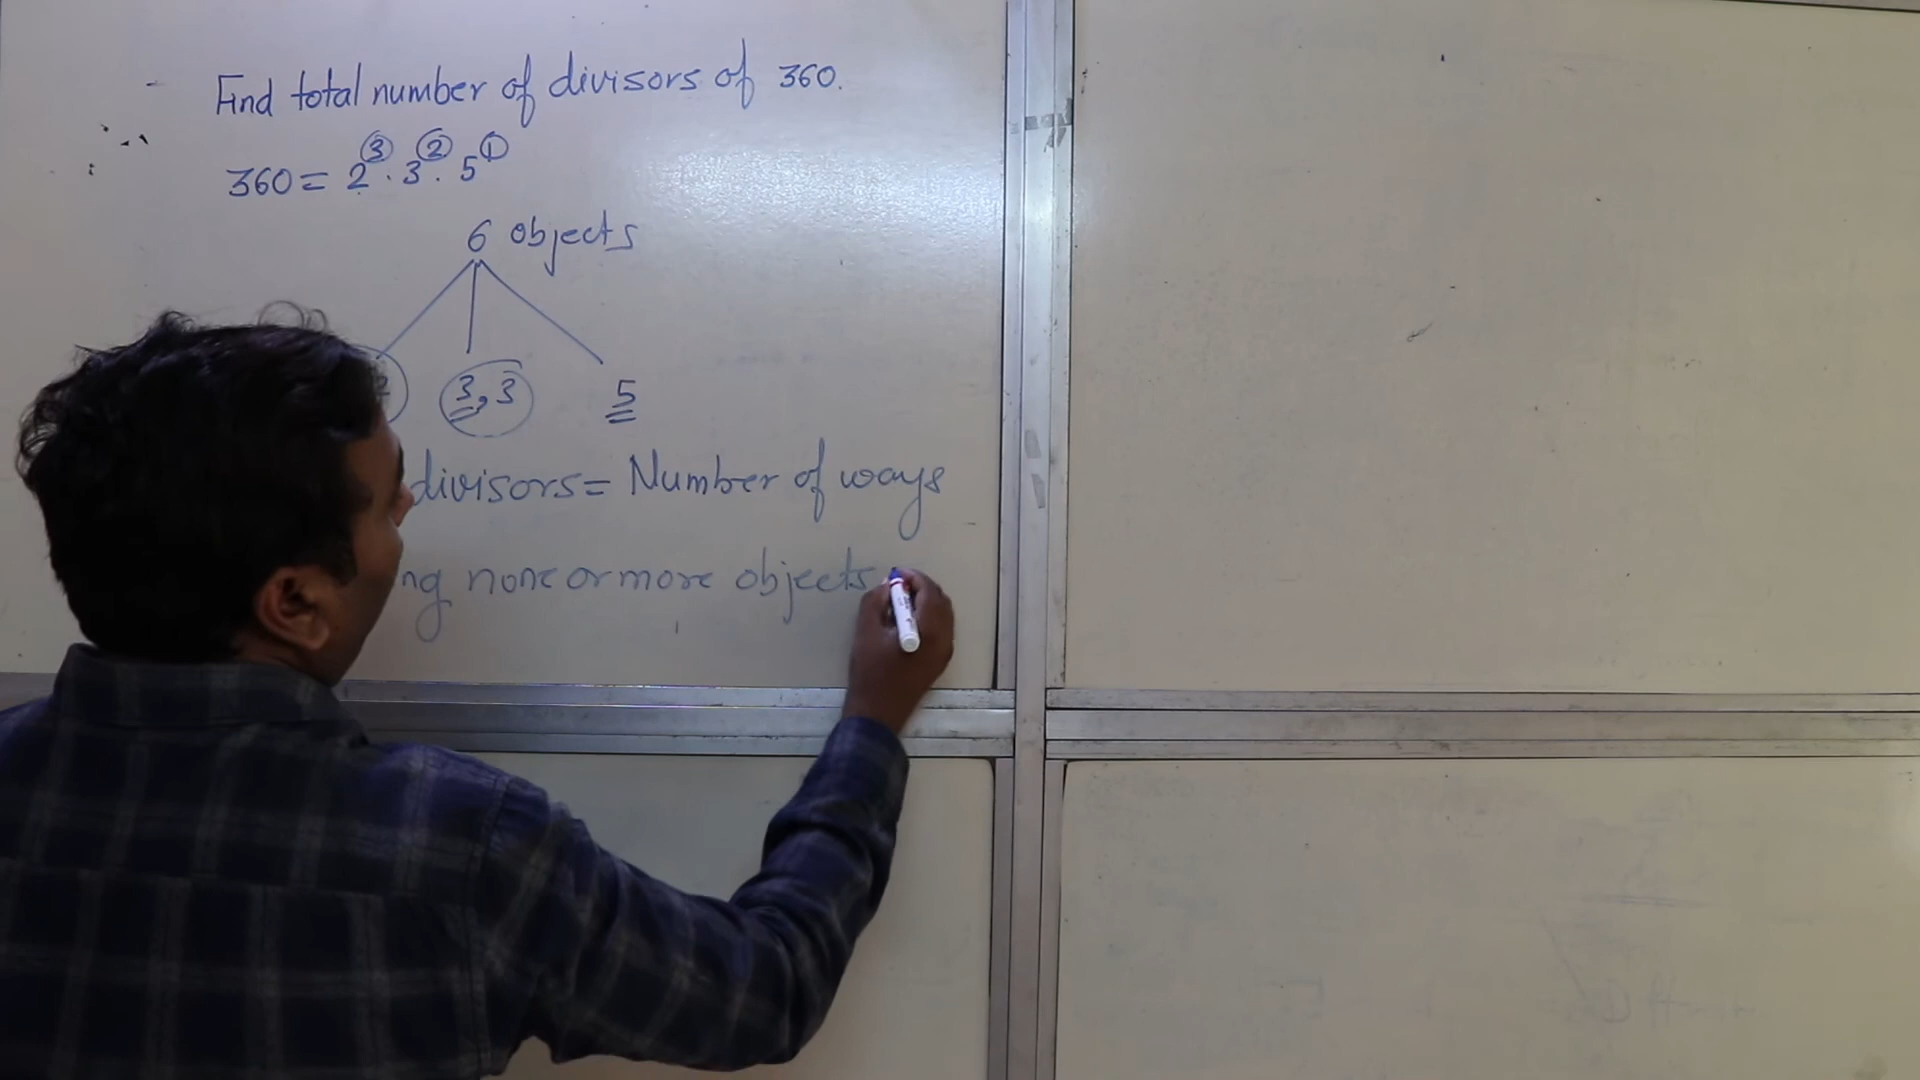 Find total number of divisors of 360.
360 = 2³ · 3² · 5¹
6 objects
3, 3 5
divisors = Number of ways
none or more objects